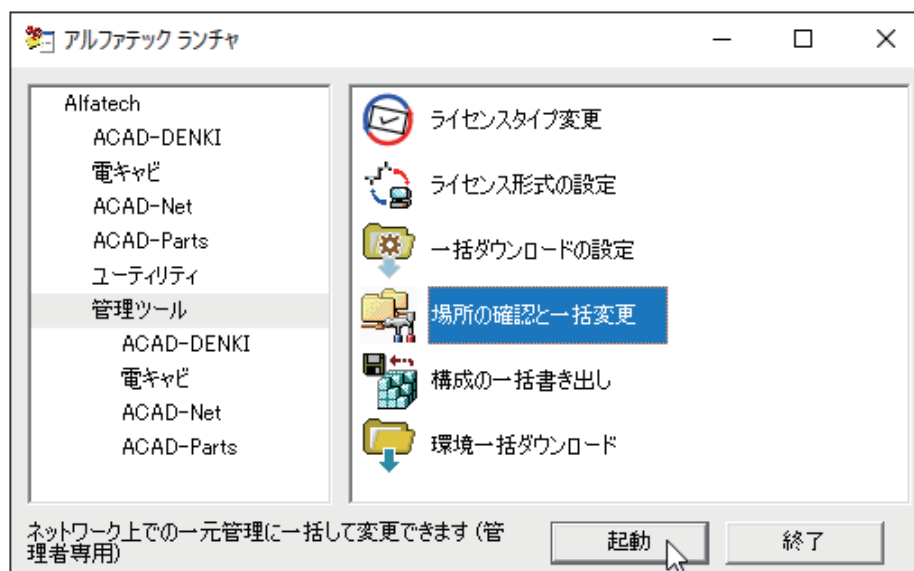 アルファテック ランチャ
Alfatech
ACAD-DENKI
電キャビ
ACAD-Net
ACAD-Parts
ユーティリティ
管理ツール
ACAD-DENKI
電キャビ
ACAD-Net
ACAD-Parts
ライセンスタイプ変更
ライセンス形式の設定
一括ダウンロードの設定
場所の確認と一括変更
構成の一括書き出し
環境一括ダウンロード
ネットワーク上での一元管理に一括して変更できます(管
理者専用)
起動
終了